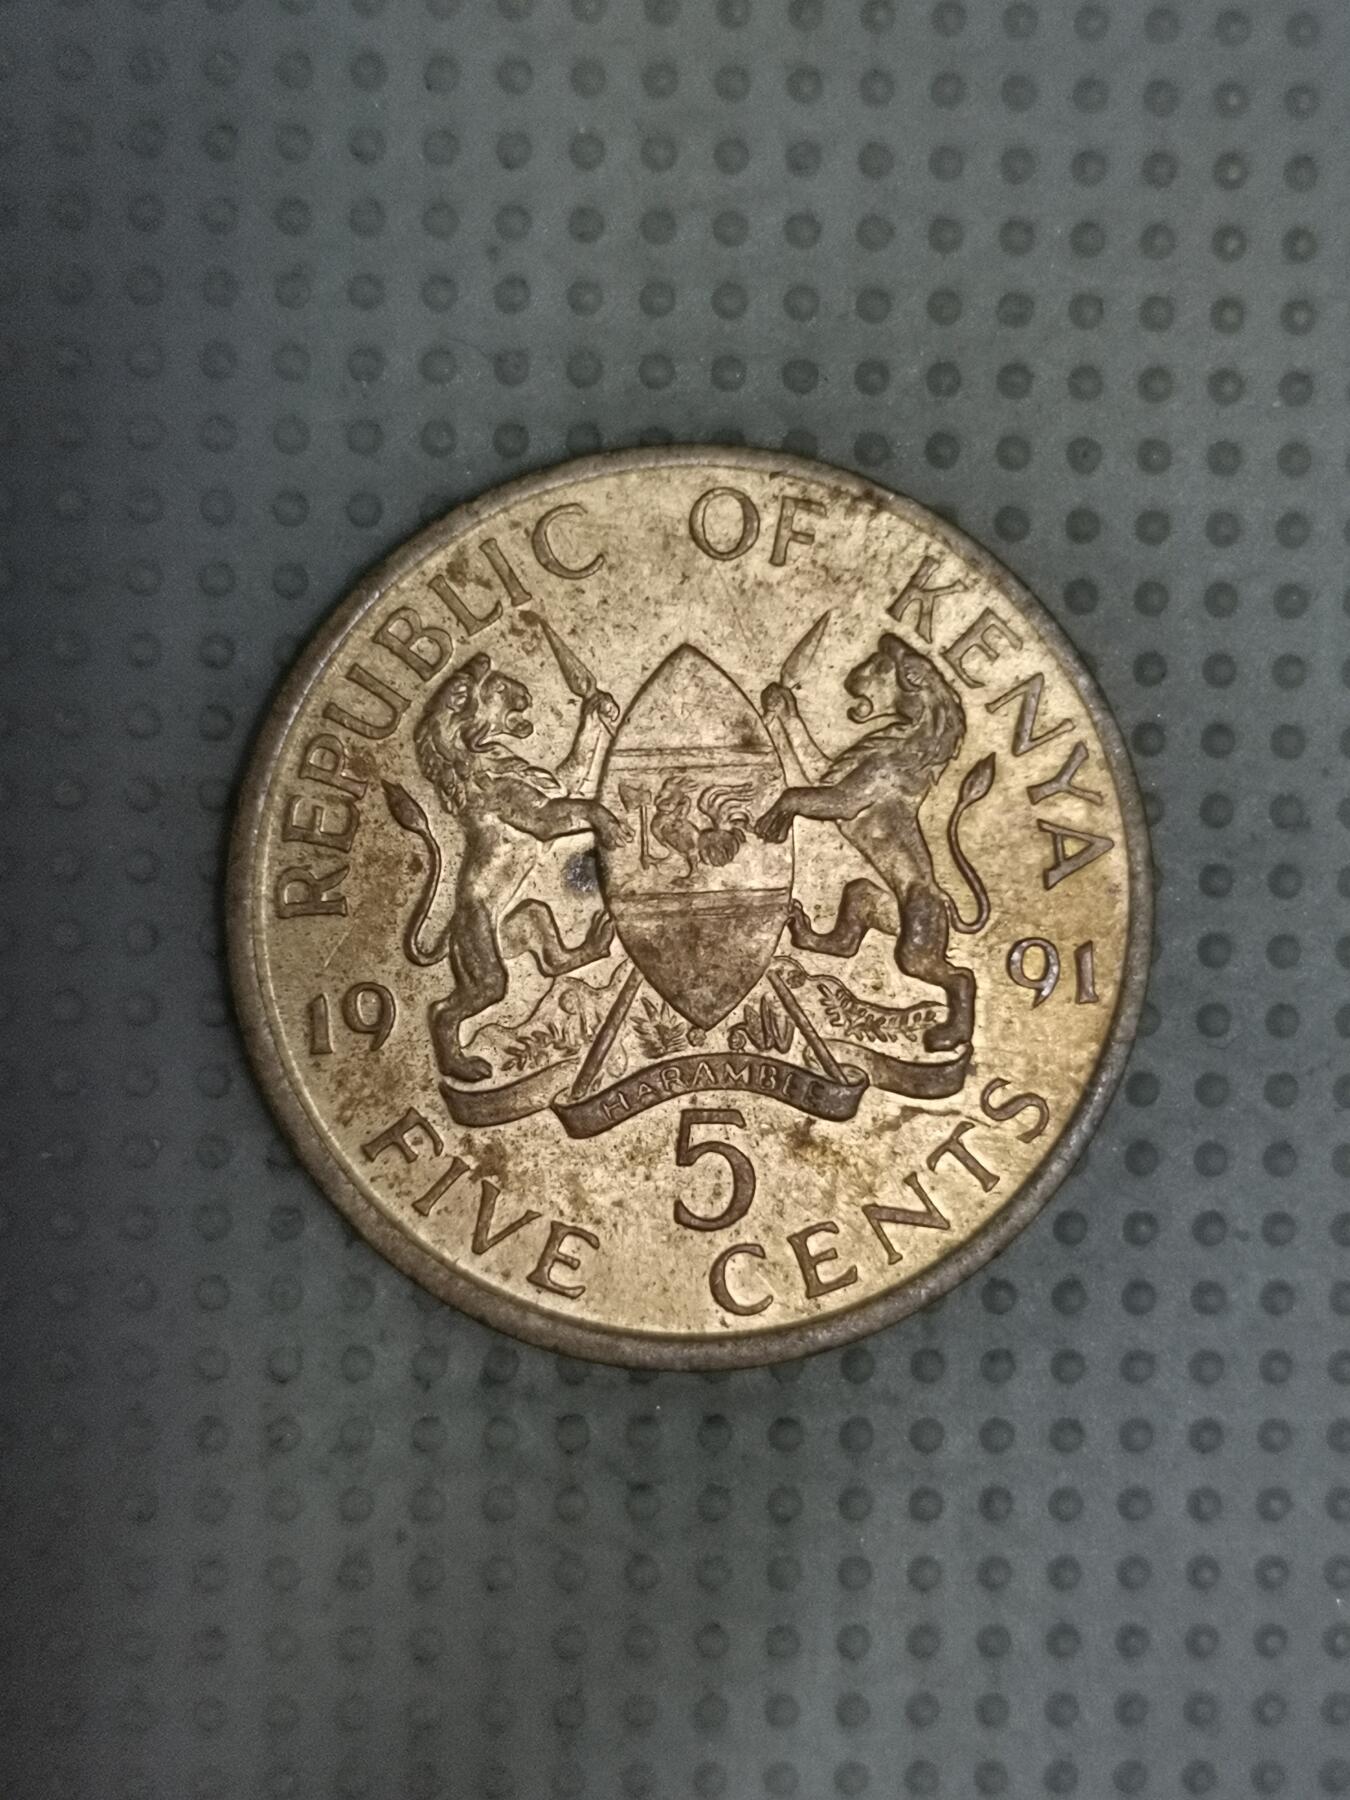 REPUBLIC OF KENYA
19 91
HARAMBEE
5
FIVE CENTS